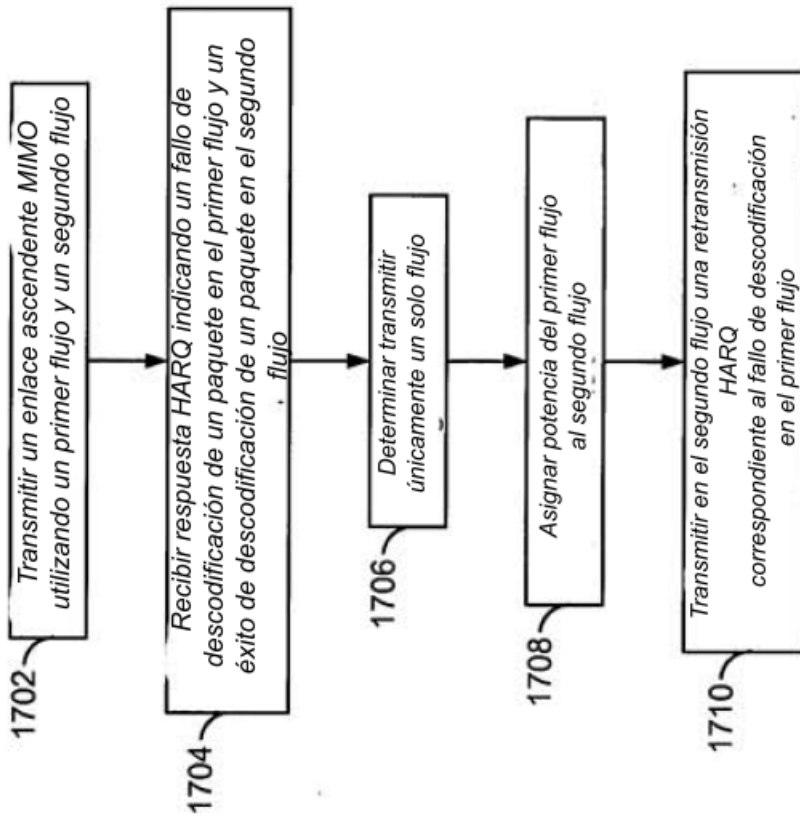 Transmitir un enlace ascendente MIMO
utilizando un primer flujo y un segundo flujo
1702
Recibir respuesta HARQ indicando un fallo de
descodificación de un paquete en el primer flujo y un
éxito de descodificación de un paquete en el segundo
flujo
1704
Determinar transmitir
únicamente un solo flujo
1706
Asignar potencia del primer flujo
al segundo flujo
1708
Transmitir en el segundo flujo una retransmisión
HARQ
correspondiente al fallo de descodificación
en el primer flujo
1710